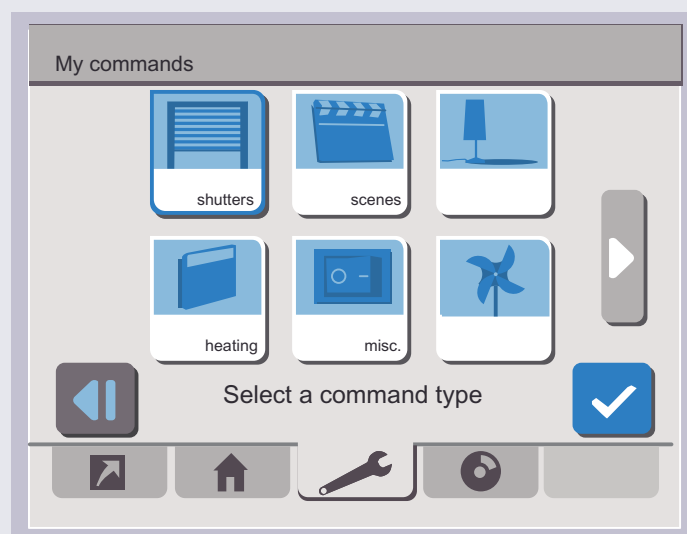 My commands
shutters
scenes
heating
misc.
Select a command type